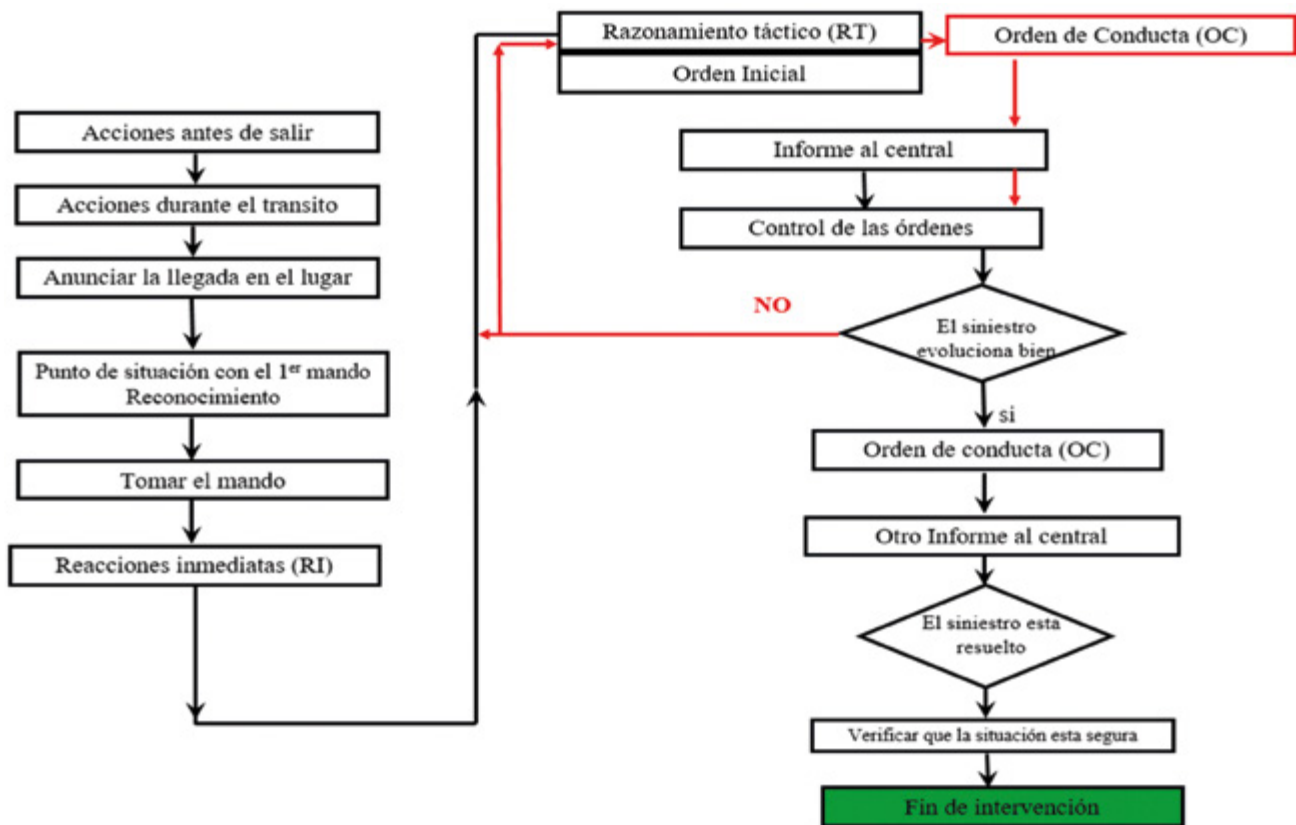 Acciones antes de salir
Acciones durante el transito
Anunciar la llegada en el lugar
Punto de situación con el 1er mando
Reconocimiento
Tomar el mando
Reacciones inmediatas (RI)
Razonamiento táctico (RT)
Orden Inicial
Orden de Conducta (OC)
Informe al central
Control de las órdenes
NO
El siniestro
evoluciona bien
si
Orden de conducta (OC)
Otro Informe al central
El siniestro esta
resuelto
Verificar que la situación esta segura
Fin de intervención